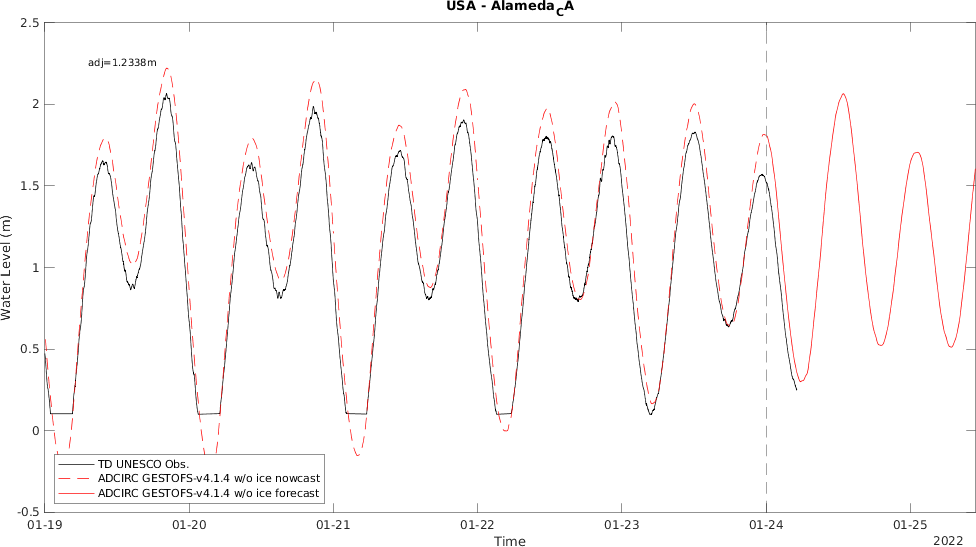 USA - Alameda_CA
adj=1.2338m
2.5
2
1.5
1
0.5
0
-0.5
Water Level (m)
TD UNESCO Obs.
ADCIRC GESTOFS-v4.1.4 w/o ice nowcast
ADCIRC GESTOFS-v4.1.4 w/o ice forecast
01-19 01-20 01-21 01-22 01-23 01-24 01-25
Time
2022